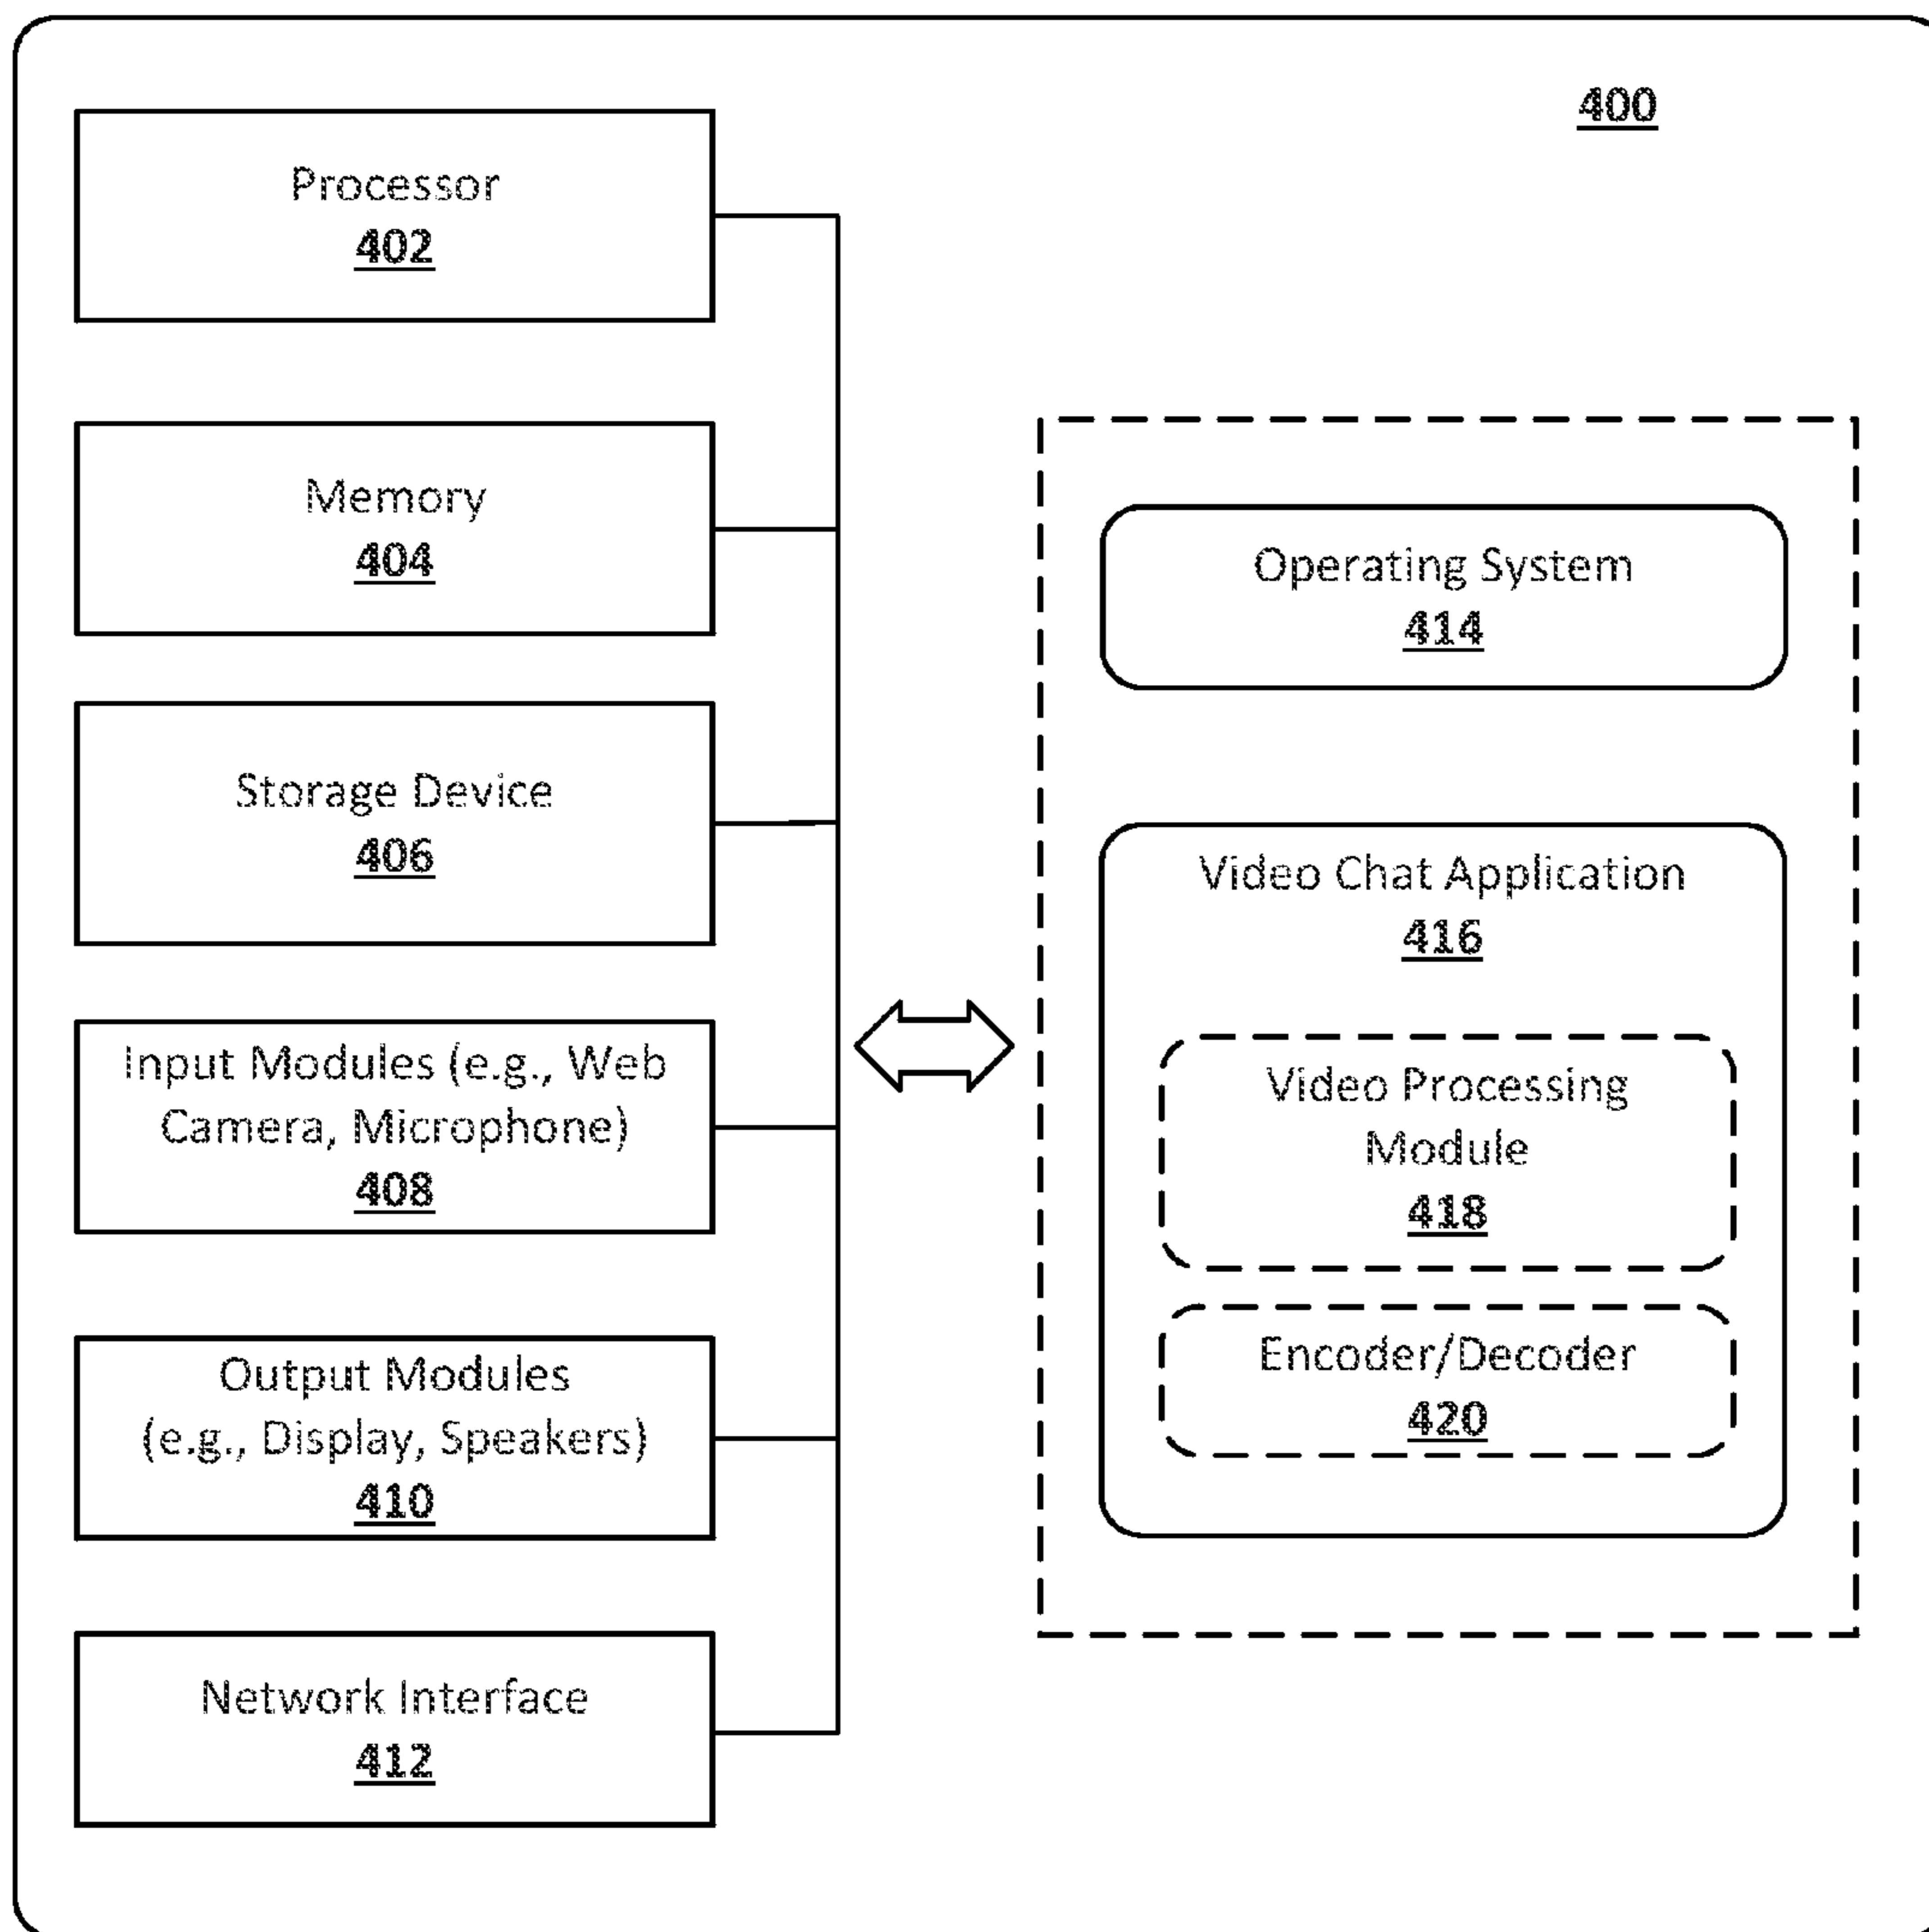 400
Processor
402
Memory
404
Storage Device
406
Input Modules (e.g., Web
Camera, Microphone)
408
Output Modules
(e.g., Display, Speakers)
410
Network Interface
412
Operating System
414
Video Chat Application
416
Video Processing
Module
418
Encoder/Decoder
420